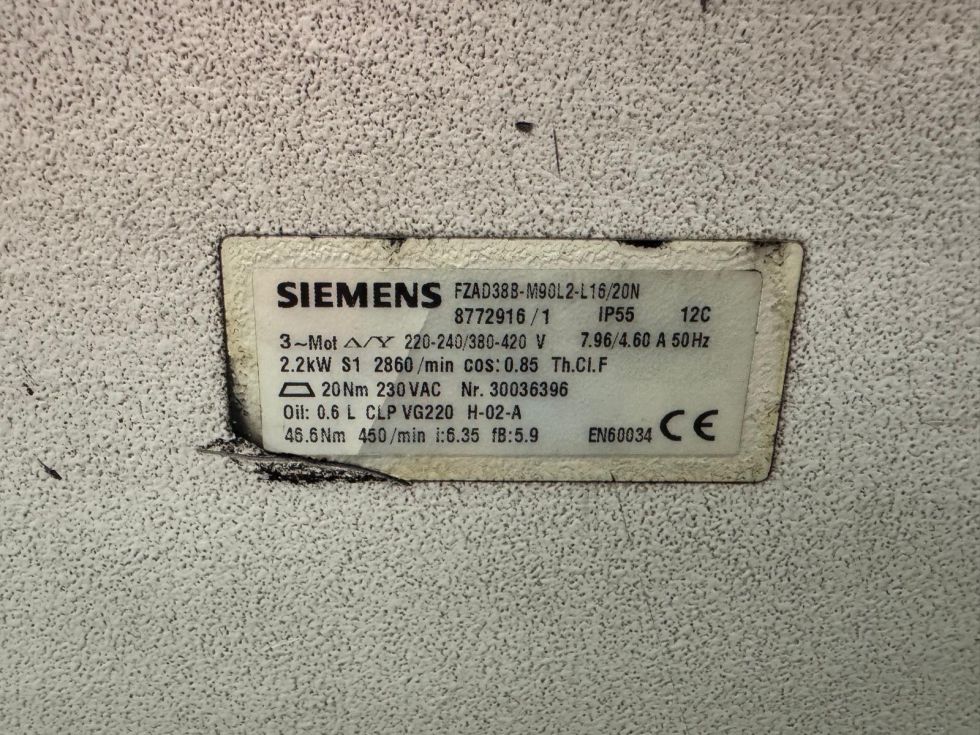 SIEMENS FZAD38B-M90L2-L16/20N
8772916/1 IP55 12C
3~Mot △/Y 220-240/380-420 V 7.96/4.60 A 50Hz
2.2kW S1 2860/min cos: 0.85 Th.Cl.F
20Nm 230VAC Nr. 30036396
Oil: 0.6 L CLP VG220 H-02-A
46.6Nm 450/min i:6.35 fB:5.9 EN60034 CE